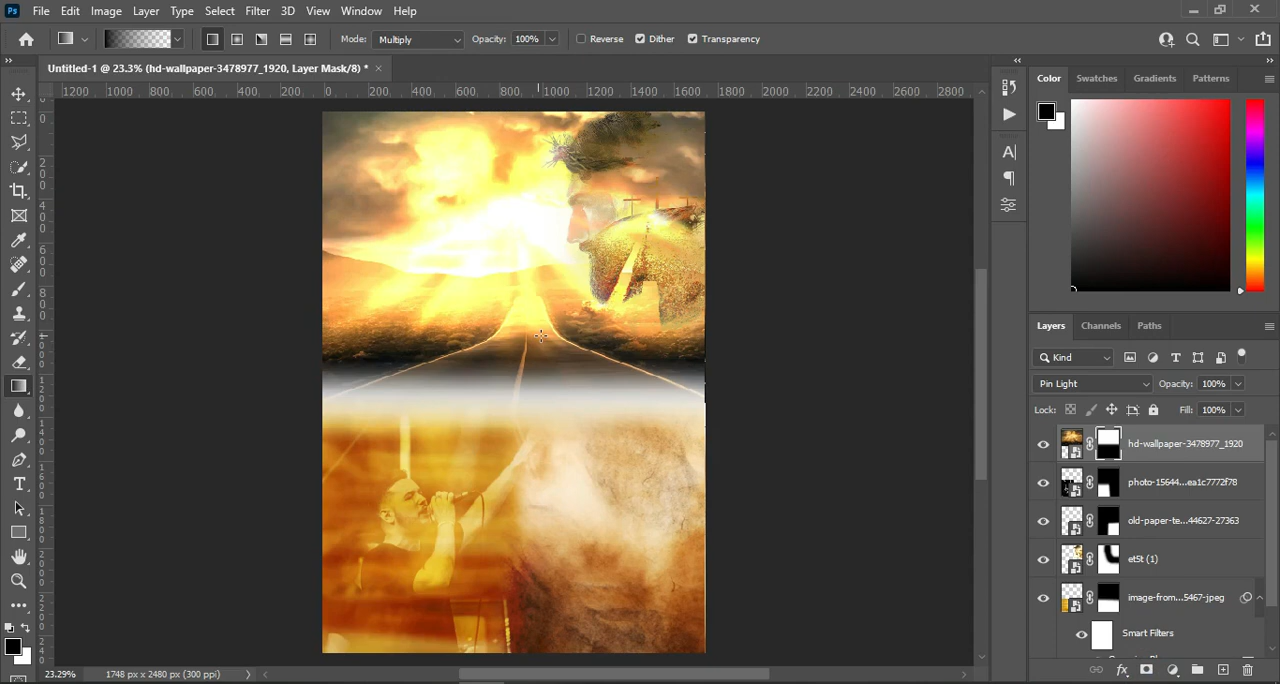 Ps File Edit Image Layer Type Select Filter 3D View Window Help
Mode: Multiply Opacity: 100% Reverse Dither Transparency
Untitled-1 @ 23.3% (hd-wallpaper-3478977_1920, Layer Mask/8) * ×
1200 1000 800 600 400 200 0 200 400 600 800 1000 1200 1400 1600 1800 2000 2200 2400 2600 2800
Color Swatches Gradients Patterns
Layers Channels Paths
Kind
Pin Light Opacity: 100%
Lock: Fill: 100%
hd-wallpaper-3478977_1920
photo-15644...ea1c7772f78
old-paper-te...44627-27363
et5t (1)
image-from...5467-jpeg
Smart Filters
23.29% 1748 px x 2480 px (300 ppi)